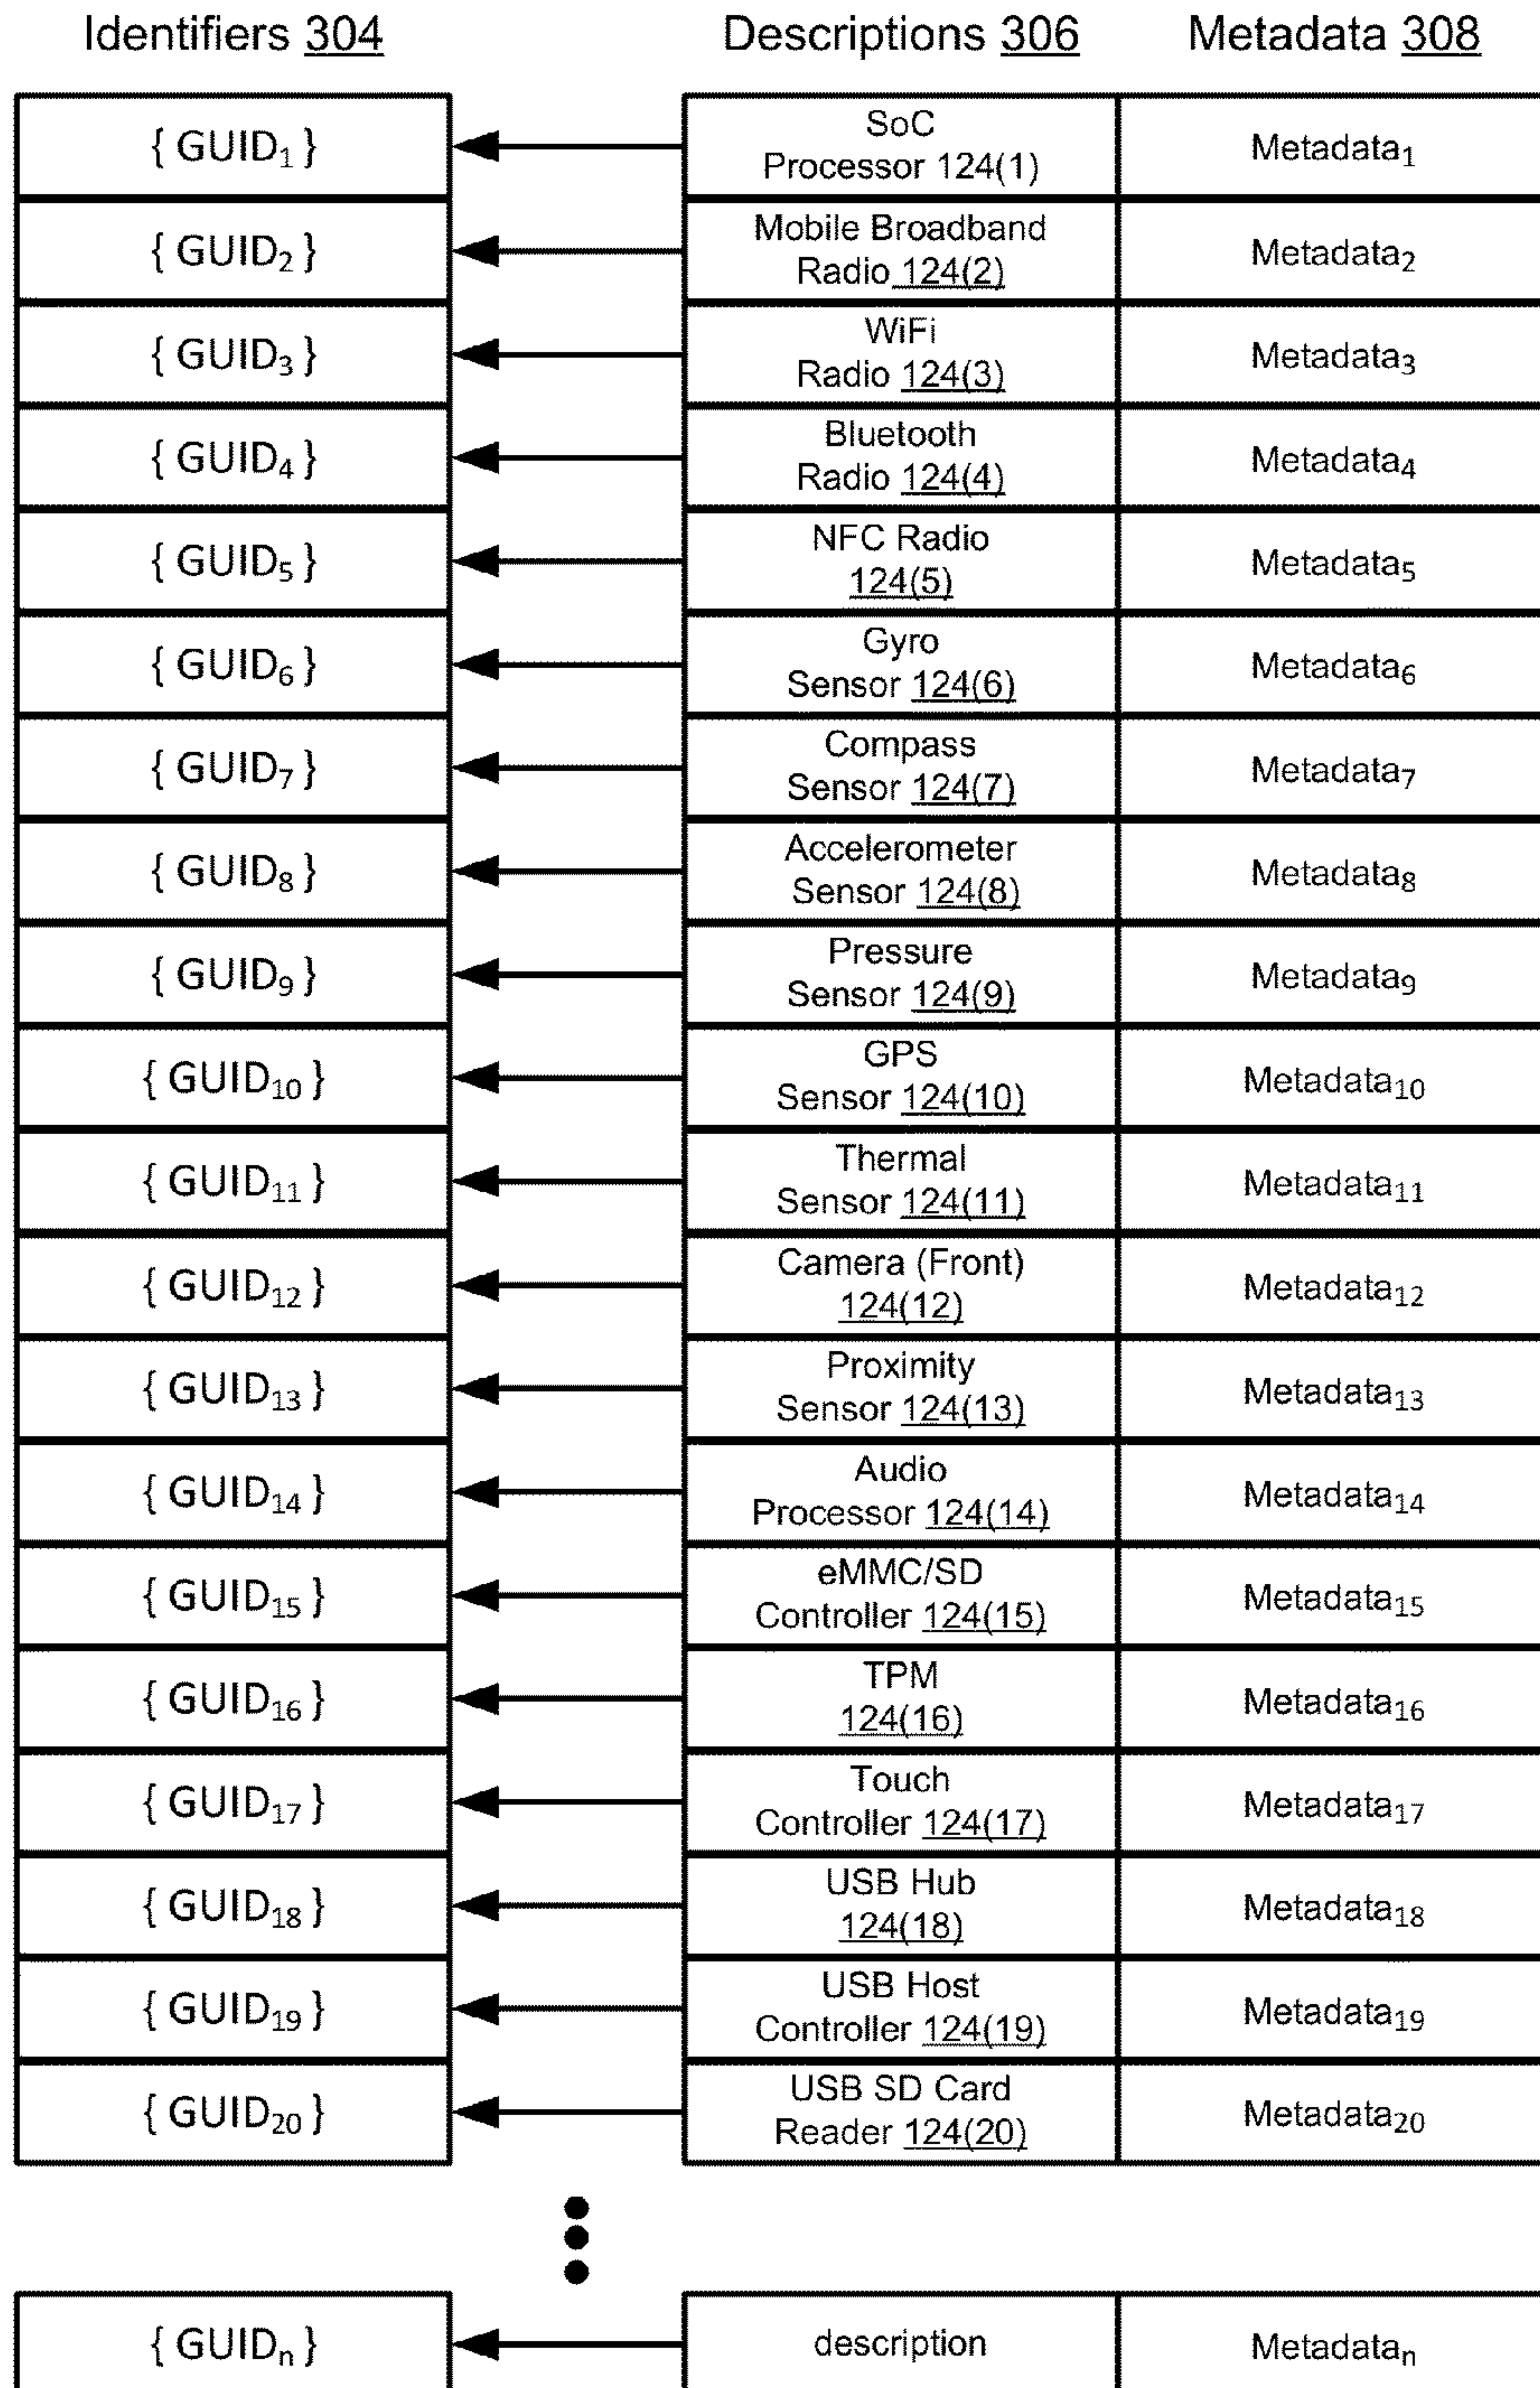 Identifiers 304 Descriptions 306 Metadata 308
{ GUID₁ } SoC Metadata₁
Processor 124(1)
{ GUID₂ } Mobile Broadband Metadata₂
Radio 124(2)
{ GUID₃ } WiFi Metadata₃
Radio 124(3)
{ GUID₄ } Bluetooth Metadata₄
Radio 124(4)
{ GUID₅ } NFC Radio Metadata₅
124(5)
{ GUID₆ } Gyro Metadata₆
Sensor 124(6)
{ GUID₇ } Compass Metadata₇
Sensor 124(7)
{ GUID₈ } Accelerometer Metadata₈
Sensor 124(8)
{ GUID₉ } Pressure Metadata₉
Sensor 124(9)
{ GUID₁₀ } GPS Metadata₁₀
Sensor 124(10)
{ GUID₁₁ } Thermal Metadata₁₁
Sensor 124(11)
{ GUID₁₂ } Camera (Front) Metadata₁₂
124(12)
{ GUID₁₃ } Proximity Metadata₁₃
Sensor 124(13)
{ GUID₁₄ } Audio Metadata₁₄
Processor 124(14)
{ GUID₁₅ } eMMC/SD Metadata₁₅
Controller 124(15)
{ GUID₁₆ } TPM Metadata₁₆
124(16)
{ GUID₁₇ } Touch Metadata₁₇
Controller 124(17)
{ GUID₁₈ } USB Hub Metadata₁₈
124(18)
{ GUID₁₉ } USB Host Metadata₁₉
Controller 124(19)
{ GUID₂₀ } USB SD Card Metadata₂₀
Reader 124(20)
{ GUIDₙ } description Metadataₙ